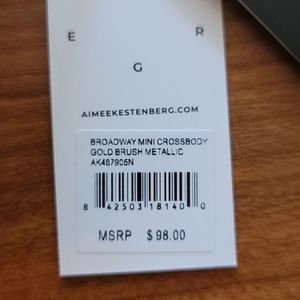 E R
G
AIMEEKESTENBERG.COM
BROADWAY MINI CROSSBODY
GOLD BRUSH METALLIC
AK487905N
8 42503 18140 0
MSRP $98.00